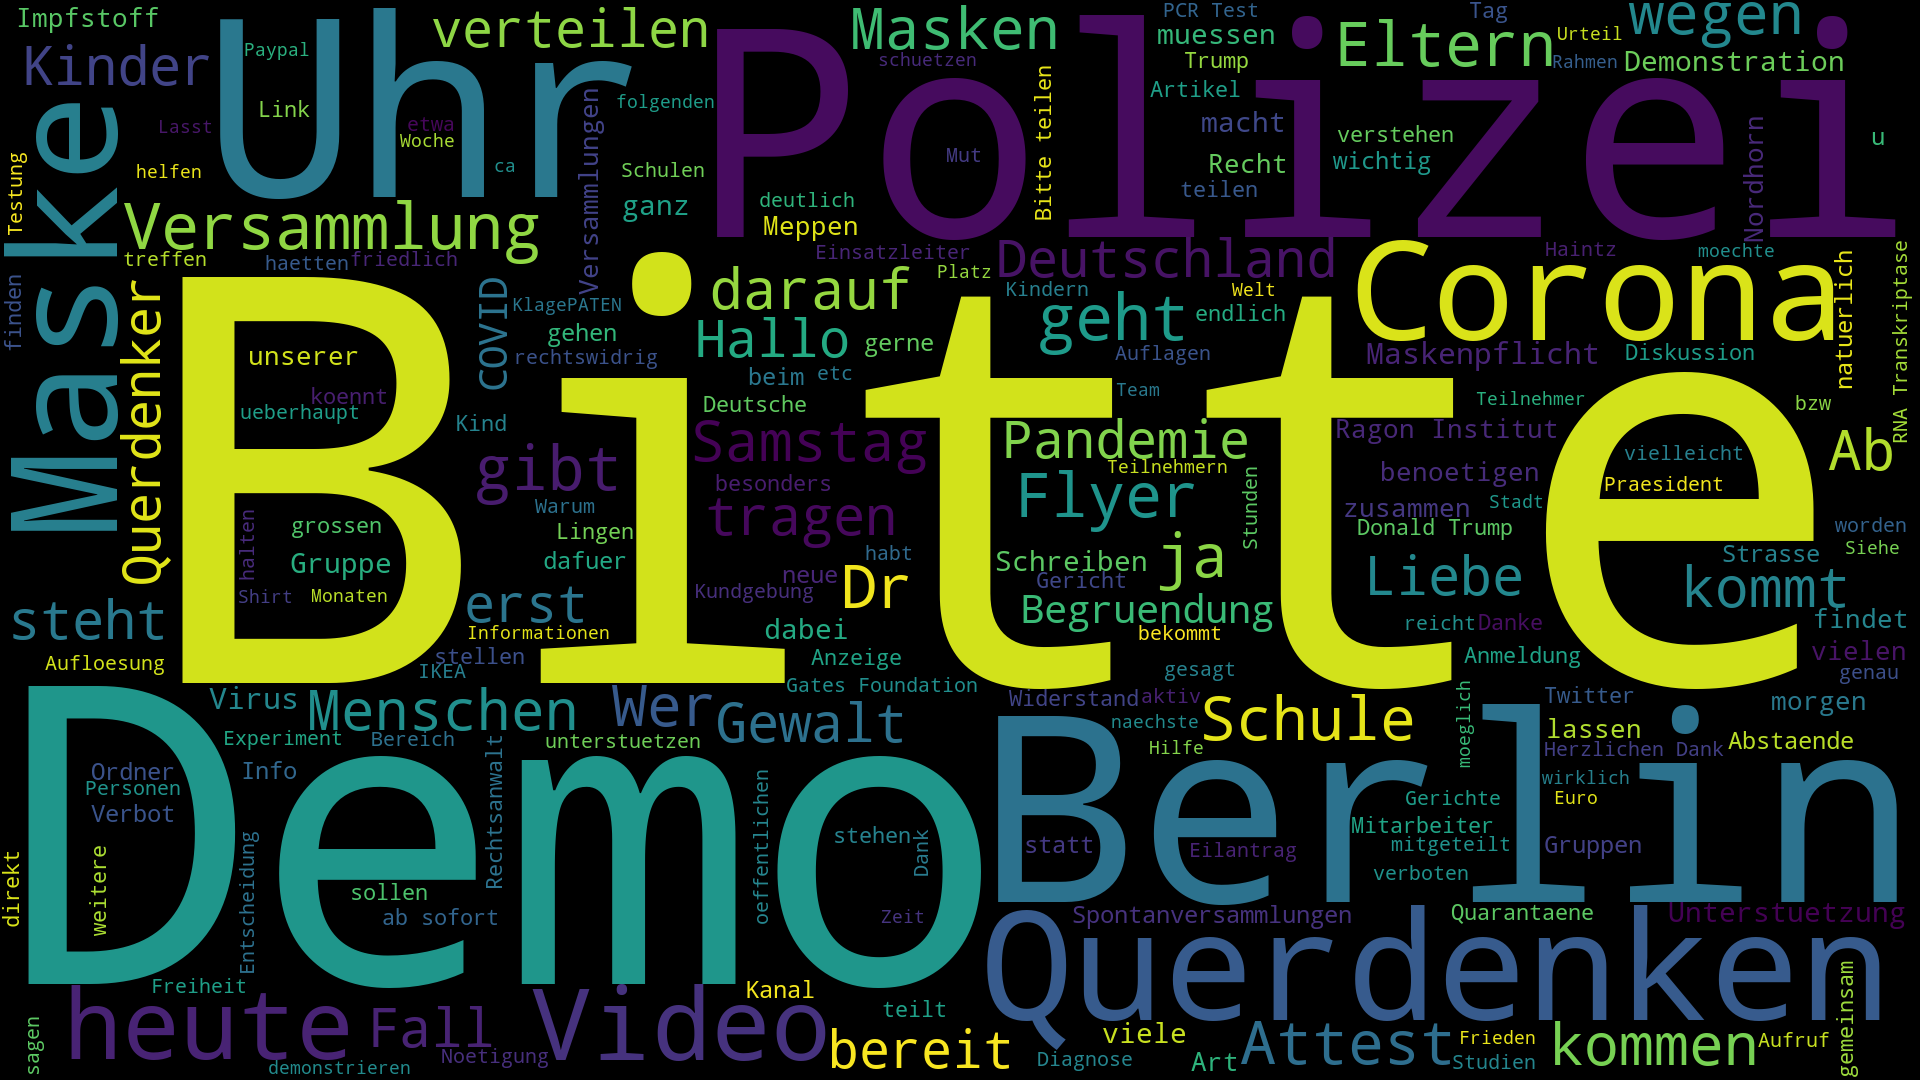 Impfstoff
verteilen
Masken
PCR Test
Tag
wegen
Kinder
Paypal
Uhr
Polizei
schuetzen
muessen
Trump
Eltern
Urteil
Rahmen
Demonstration
Link
folgenden
Artikel
Maske
Lasst
etwa
Woche
Versammlungen
Mut
Bitte teilen
macht
verstehen
Nordhorn
u
Testung
helfen
ca
Schulen
Recht
wichtig
teilen
Versammlung
ganz
deutlich
Meppen
treffen
haetten
friedlich
Einsatzleiter
Platz
Deutschland
Haintz
moechte
Corona
natuerlich
RNA Transkriptase
finden
Querdenker
Bitte
COVID
KlagePATEN
darauf
Kindern
Welt
geht
endlich
gehen
Hallo
gerne
unserer
rechtswidrig
Auflagen
Maskenpflicht
Diskussion
beim
etc
koennt
Team
ueberhaupt
Kind
Deutsche
Teilnehmer
bzw
Samstag
Pandemie
Ragon Institut
Ab
gibt
Teilnehmern
vielleicht
besonders
benoetigen
Praesident
Warum
Flyer
Stunden
zusammen
Stadt
halten
grossen
Lingen
tragen
Donald Trump
worden
Gruppe
dafuer
habt
Schreiben
ja
Strasse
Siehe
neue
Gericht
Liebe
kommt
Shirt
Monaten
Kundgebung
Dr
steht
erst
Begruendung
findet
Informationen
dabei
bekommt
reicht
Danke
Aufloesung
stellen
Anzeige
Anmeldung
vielen
IKEA
gesagt
genau
Gates Foundation
Virus
Menschen
Wer
Widerstand
aktiv
Schule
moeglich
Twitter
morgen
Gewalt
naechste
lassen
Experiment
Bereich
unterstuetzen
Hilfe
Herzlichen Dank
Abstaende
Demo
Berlin
Ordner
Info
Rechtsanwalt
oeffentlichen
wirklich
Personen
Euro
Gerichte
Verbot
Mitarbeiter
direkt
weitere
Entscheidung
stehen
Dank
statt
Eilantrag
mitgeteilt
Gruppen
verboten
sollen
ab sofort
Zeit
Spontanversammlungen
Quarantaene
Unterstuetzung
Querdenken
Freiheit
Kanal
heute
Fall
Video
teilt
gemeinsam
sagen
bereit
viele
Attest
Frieden
kommen
Aufruf
Noetigung
Diagnose
Art
Studien
demonstrieren